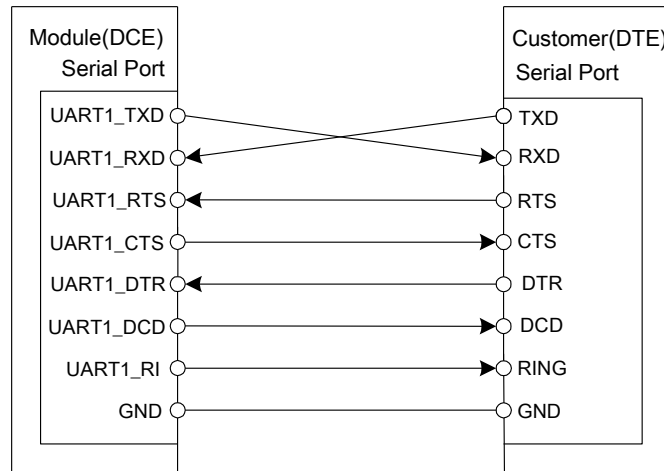 Module(DCE)
Serial Port
UART1_TXD
UART1_RXD
UART1_RTS
UART1_CTS
UART1_DTR
UART1_DCD
UART1_RI
GND
Customer(DTE)
Serial Port
TXD
RXD
RTS
CTS
DTR
DCD
RING
GND